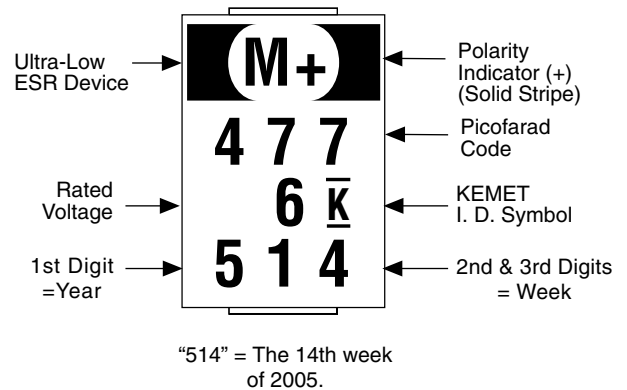 Ultra-Low
ESR Device
M+
Polarity
Indicator (+)
(Solid Stripe)
4 7 7
Picofarad
Code
Rated
Voltage
6 K
KEMET
I. D. Symbol
1st Digit
=Year
5 1 4
2nd & 3rd Digits
= Week
“514” = The 14th week
of 2005.